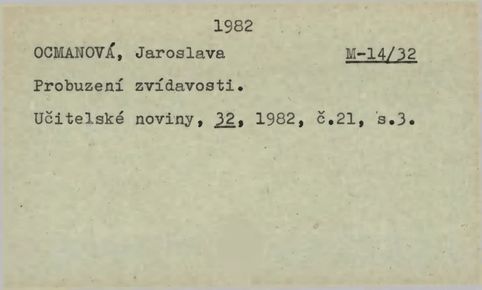 1982
OCMANOVÁ, Jaroslava M-14/32
Probuzení zvídavosti.
Učitelské noviny, 32, 1982, č.21, s.3.